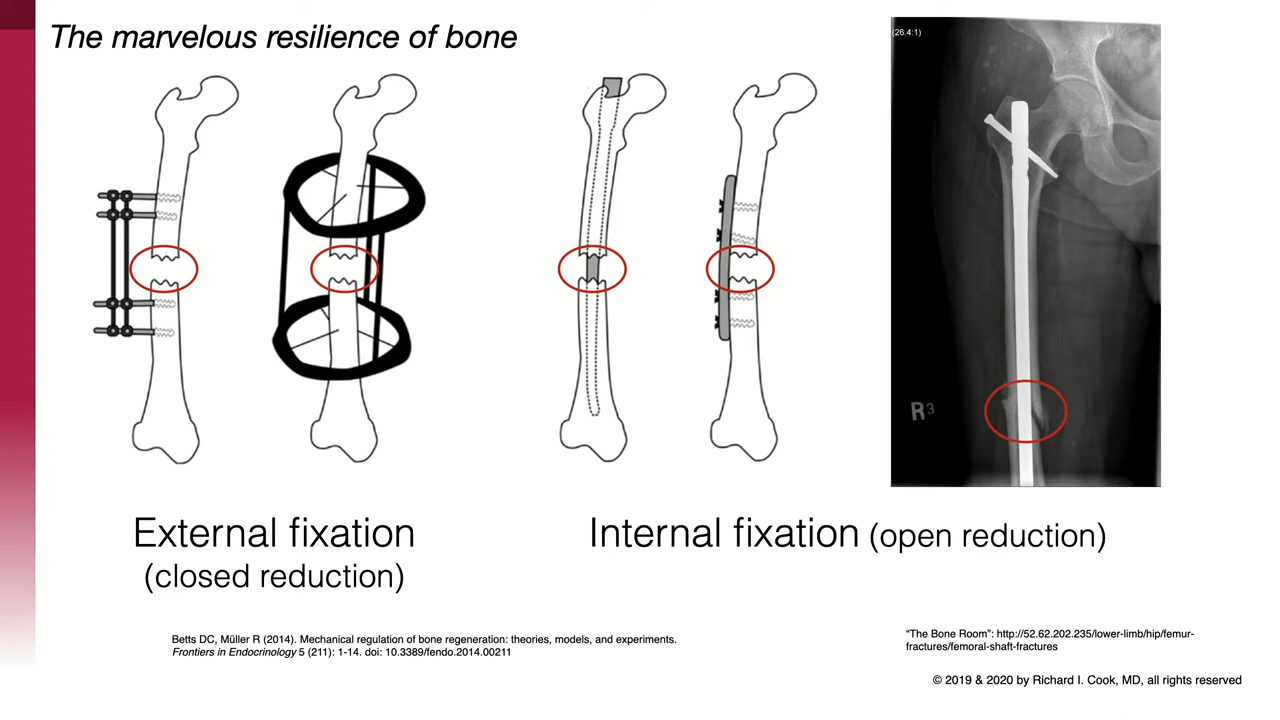 The marvelous resilience of bone
(26.4:1)
R3
External fixation
(closed reduction)
Internal fixation (open reduction)
Betts DC, Müller R (2014). Mechanical regulation of bone regeneration: theories, models, and experiments.
Frontiers in Endocrinology 5 (211): 1-14. doi: 10.3389/fendo.2014.00211
“The Bone Room”: http://52.62.202.235/lower-limb/hip/femur-
fractures/femoral-shaft-fractures
© 2019 & 2020 by Richard I. Cook, MD, all rights reserved